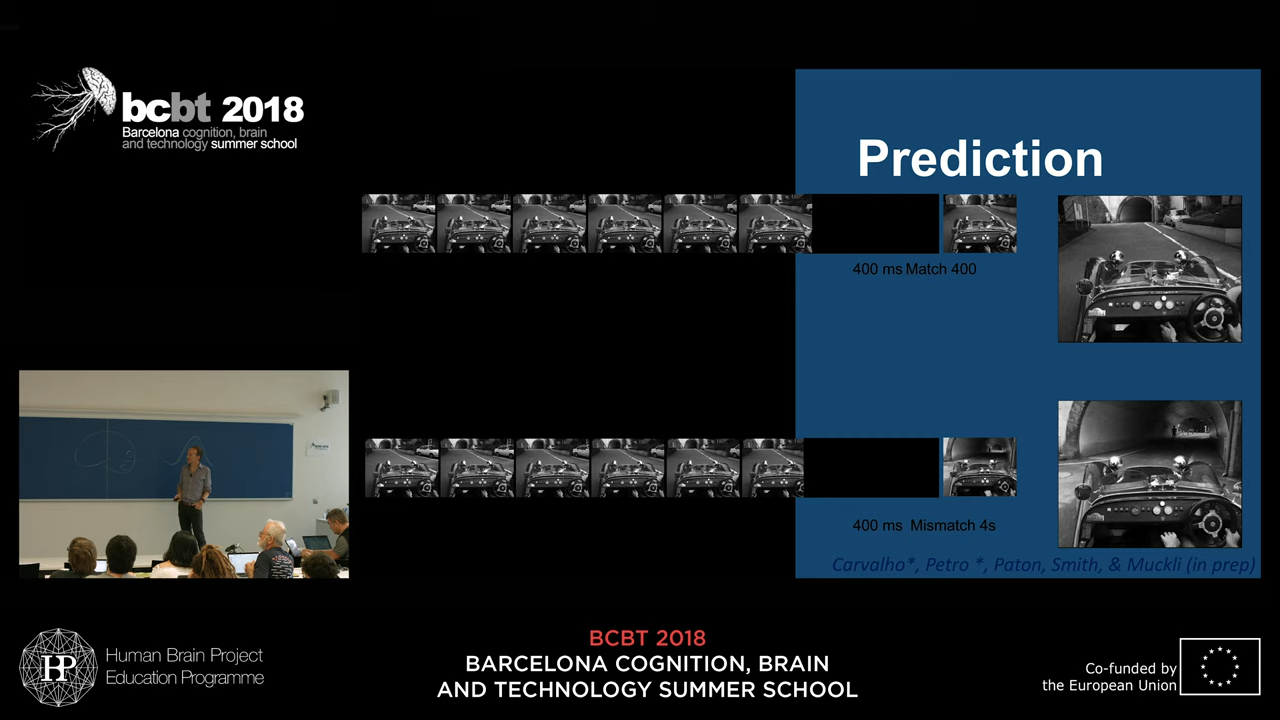 bcbt 2018
Barcelona cognition, brain
and technology summer school
Prediction
400 ms Match 400
400 ms Mismatch 4s
Carvalho*, Petro *, Paton, Smith, & Muckli (in prep)
HP
Human Brain Project
Education Programme
BCBT 2018
BARCELONA COGNITION, BRAIN
AND TECHNOLOGY SUMMER SCHOOL
Co-funded by
the European Union